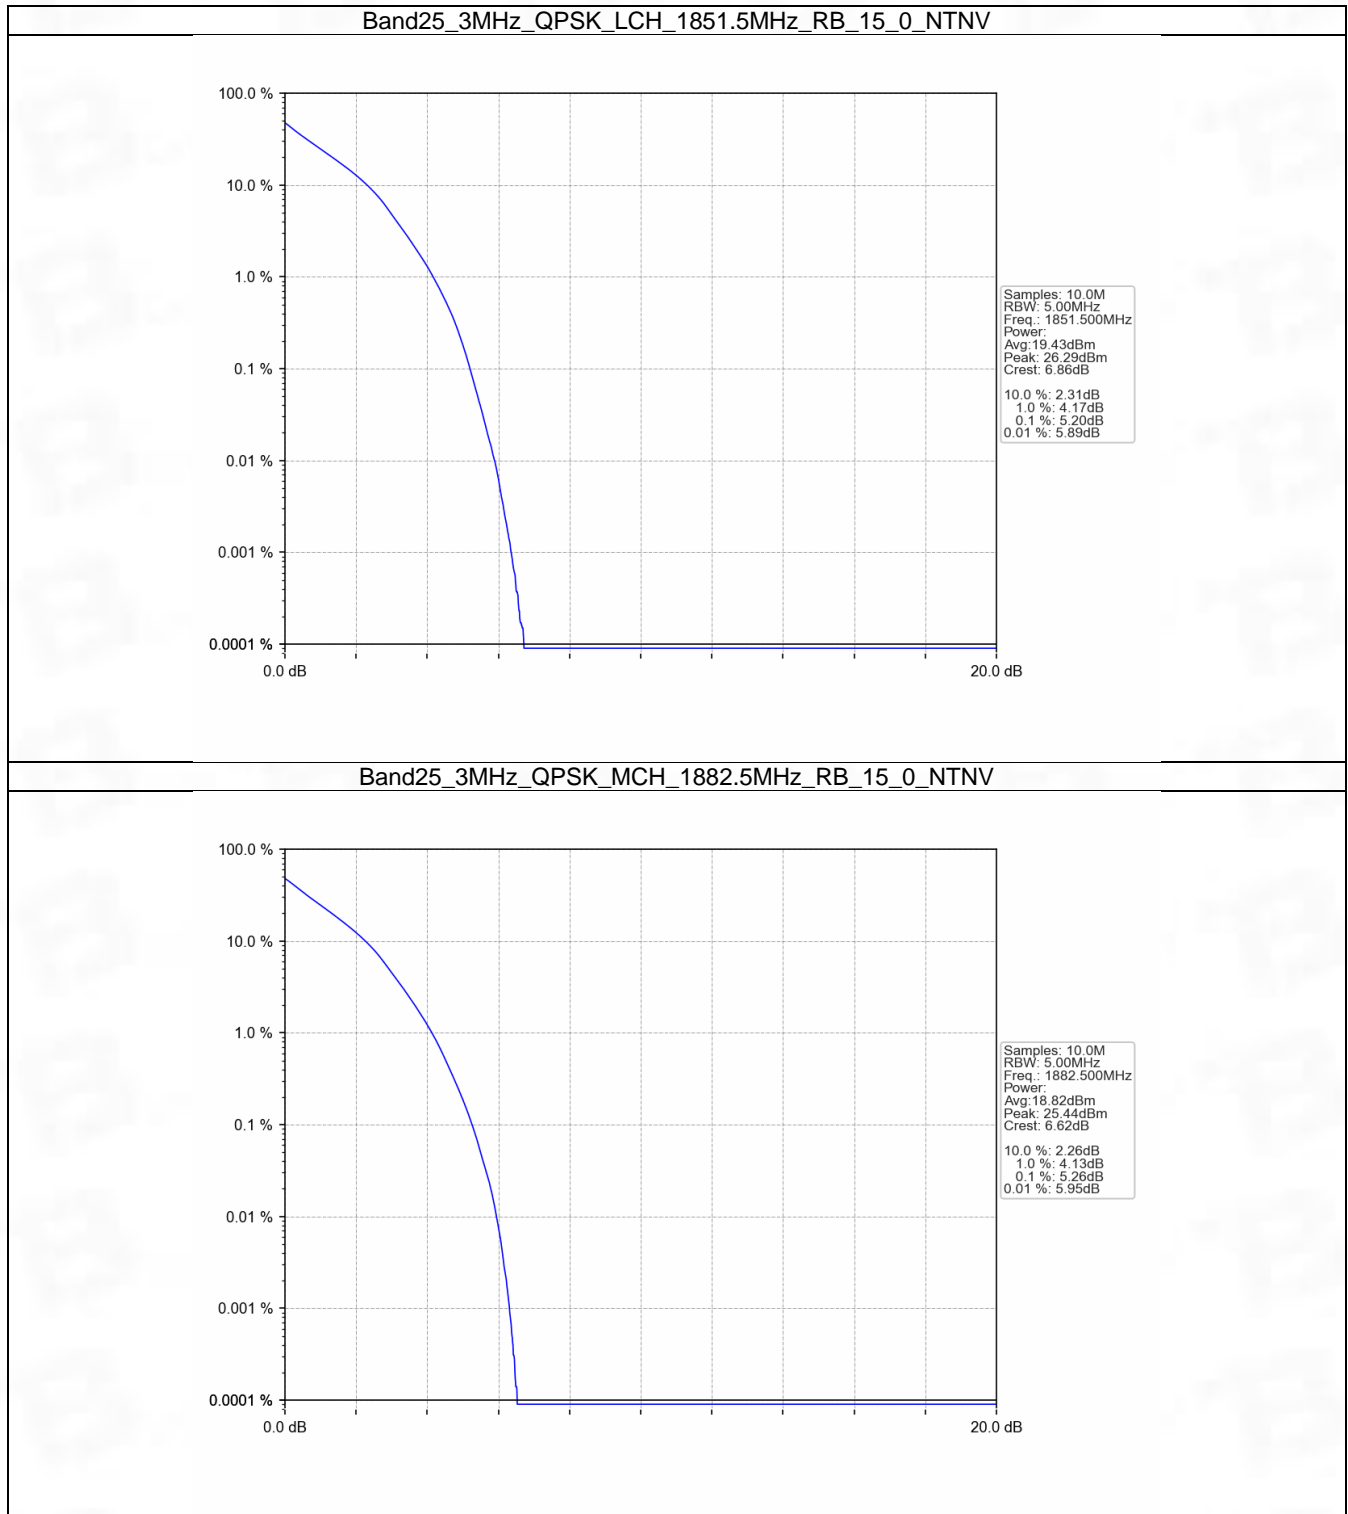 Band25_3MHz_QPSK_LCH_1851.5MHz_RB_15_0_NTNV
100.0 %
10.0 %
1.0 %
0.1 %
0.01 %
0.001 %
0.0001 %
0.0 dB
20.0 dB
Samples: 10.0M
RBW: 5.00MHz
Freq.: 1851.500MHz
Power:
Avg:19.43dBm
Peak: 26.29dBm
Crest: 6.86dB
10.0 %: 2.31dB
1.0 %: 4.17dB
0.1 %: 5.20dB
0.01 %: 5.89dB
Band25_3MHz_QPSK_MCH_1882.5MHz_RB_15_0_NTNV
100.0 %
10.0 %
1.0 %
0.1 %
0.01 %
0.001 %
0.0001 %
0.0 dB
20.0 dB
Samples: 10.0M
RBW: 5.00MHz
Freq.: 1882.500MHz
Power:
Avg:18.82dBm
Peak: 25.44dBm
Crest: 6.62dB
10.0 %: 2.26dB
1.0 %: 4.13dB
0.1 %: 5.26dB
0.01 %: 5.95dB